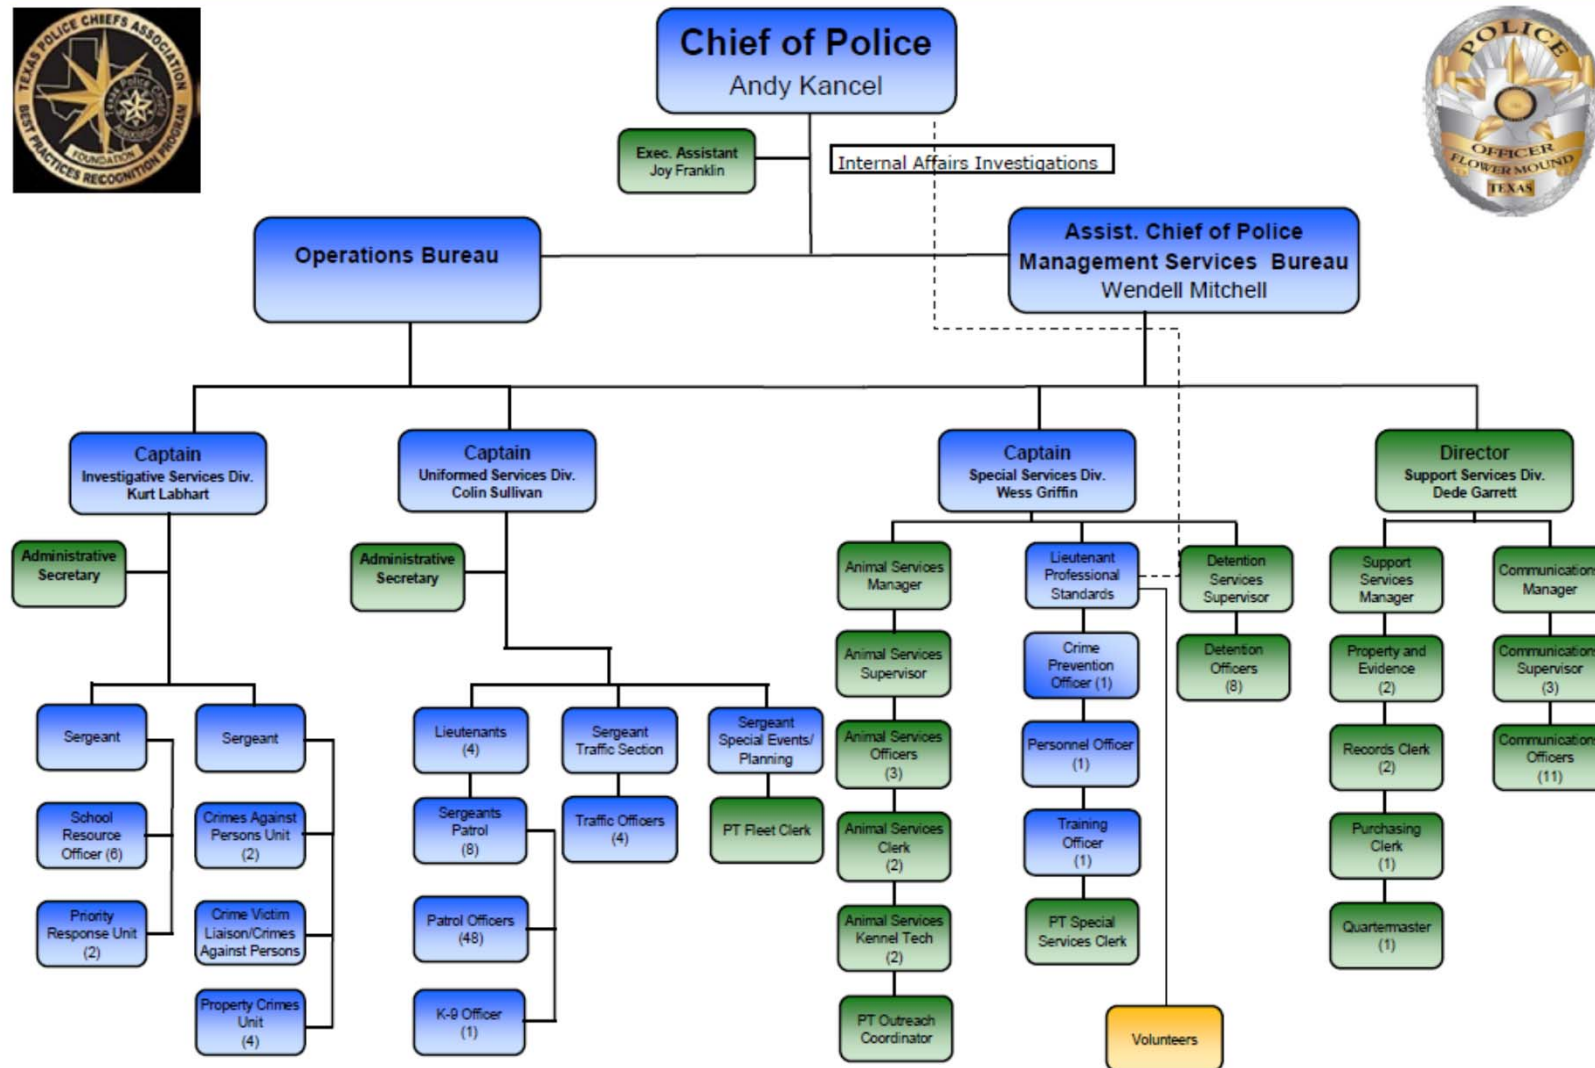 TEXAS POLICE CHIEFS ASSOCIATION
BEST PRACTICES RECOGNITION PROGRAM
Texas Police Chiefs
Association
FOUNDATION
Chief of Police
Andy Kancel
POLICE
OFFICER
FLOWER MOUND
TEXAS
Exec. Assistant
Joy Franklin
Internal Affairs Investigations
Operations Bureau
Assist. Chief of Police
Management Services Bureau
Wendell Mitchell
Captain
Investigative Services Div.
Kurt Labhart
Captain
Uniformed Services Div.
Colin Sullivan
Captain
Special Services Div.
Wess Griffin
Director
Support Services Div.
Dede Garrett
Administrative
Secretary
Administrative
Secretary
Sergeant
School
Resource
Officer (6)
Priority
Response Unit
(2)
Sergeant
Crimes Against
Persons Unit
(2)
Crime Victim
Liaison/Crimes
Against Persons
Property Crimes
Unit
(4)
Lieutenants
(4)
Sergeants
Patrol
(8)
Patrol Officers
(48)
K-9 Officer
(1)
Sergeant
Traffic Section
Traffic Officers
(4)
Sergeant
Special Events/
Planning
PT Fleet Clerk
Animal Services
Manager
Animal Services
Supervisor
Animal Services
Officers
(3)
Animal Services
Clerk
(2)
Animal Services
Kennel Tech
(2)
PT Outreach
Coordinator
Lieutenant
Professional
Standards
Crime
Prevention
Officer (1)
Personnel Officer
(1)
Training
Officer
(1)
PT Special
Services Clerk
Volunteers
Detention
Services
Supervisor
Detention
Officers
(8)
Support
Services
Manager
Property and
Evidence
(2)
Records Clerk
(2)
Purchasing
Clerk
(1)
Quartermaster
(1)
Communications
Manager
Communications
Supervisor
(3)
Communications
Officers
(11)